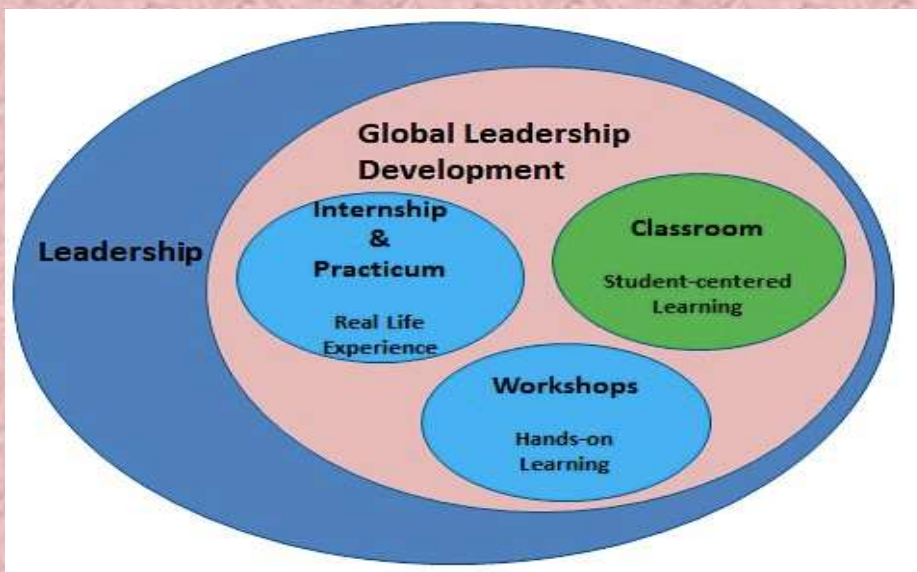 Global Leadership
Development
Leadership
Internship
&
Practicum
Real Life
Experience
Classroom
Student-centered
Learning
Workshops
Hands-on
Learning